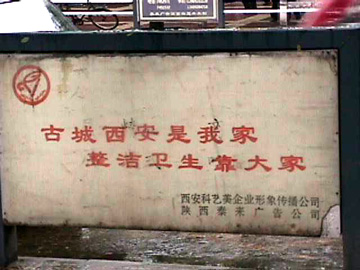 古城西安是我家
整洁卫生靠大家
西安科艺美企业形象传播公司
陕西泰来广告公司